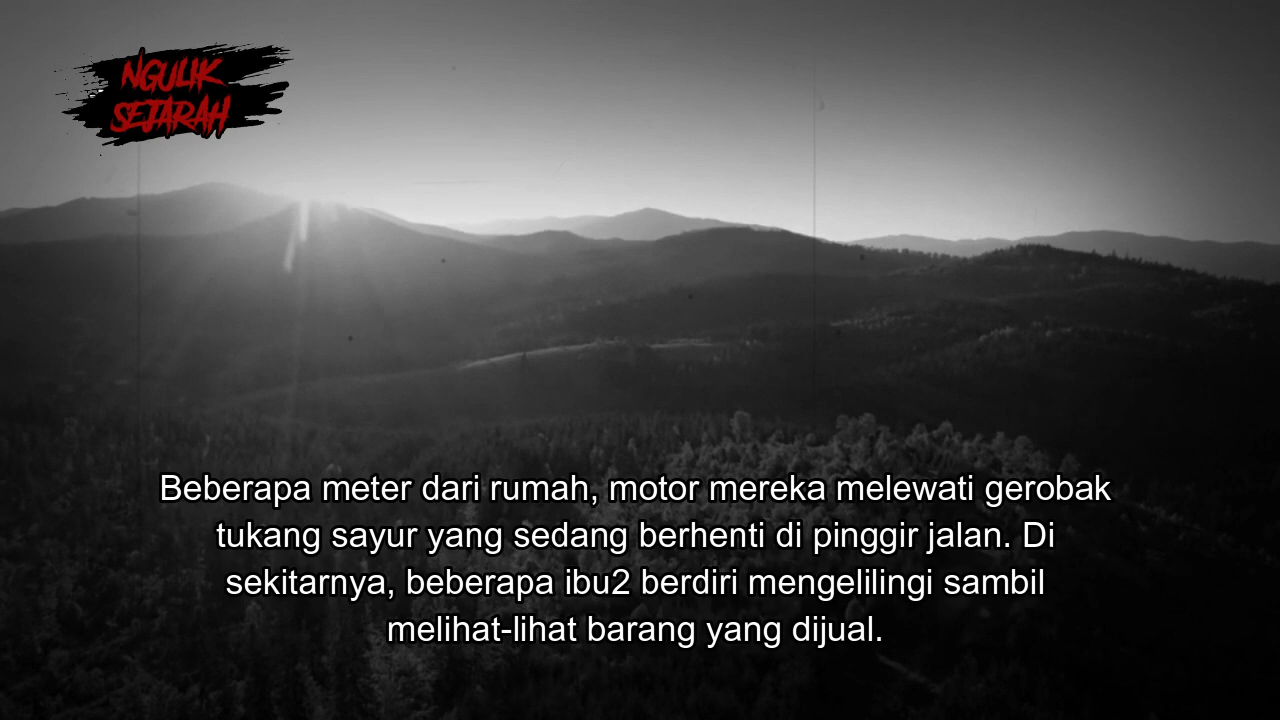 NGULIK
SEJARAH
Beberapa meter dari rumah, motor mereka melewati gerobak
tukang sayur yang sedang berhenti di pinggir jalan. Di
sekitarnya, beberapa ibu2 berdiri mengelilingi sambil
melihat-lihat barang yang dijual.